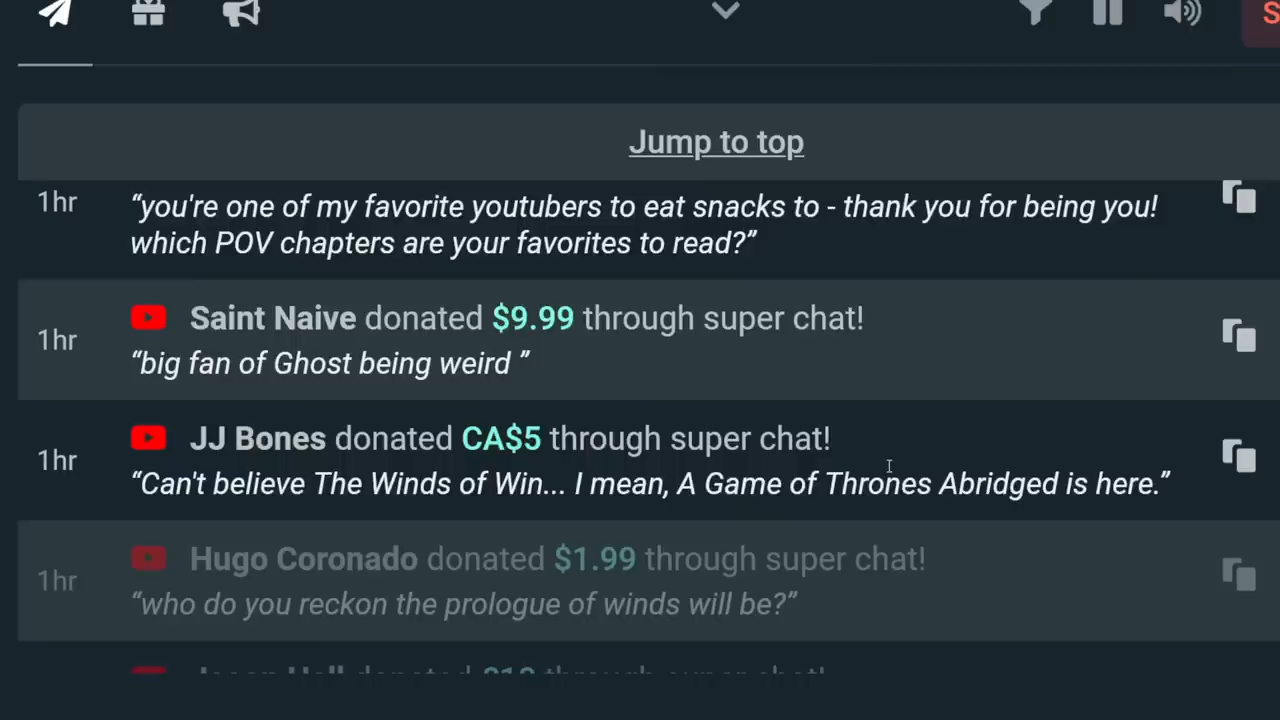 S
Jump to top
1hr
“you're one of my favorite youtubers to eat snacks to - thank you for being you!
which POV chapters are your favorites to read?”
Saint Naive donated $9.99 through super chat!
1hr
“big fan of Ghost being weird ”
JJ Bones donated CA$5 through super chat!
1hr
“Can't believe The Winds of Win... I mean, A Game of Thrones Abridged is here.”
Hugo Coronado donated $1.99 through super chat!
1hr
“who do you reckon the prologue of winds will be?”
donated through super chat!